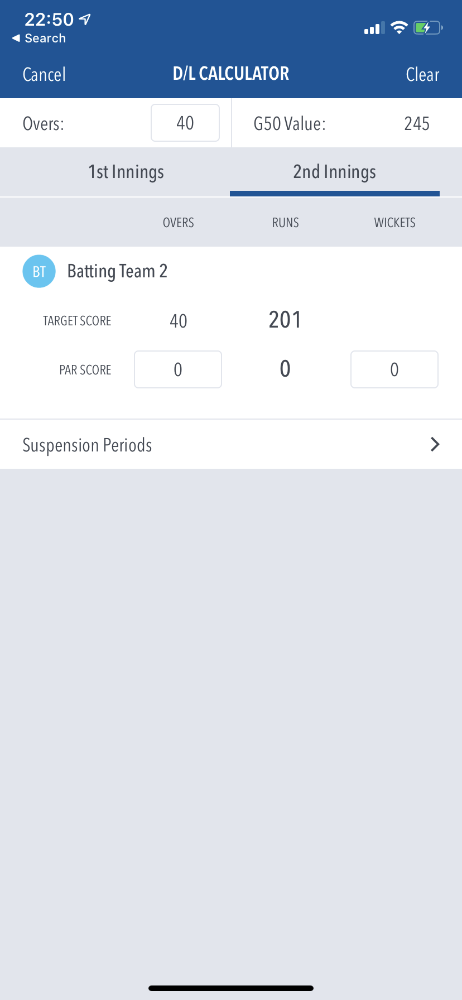 22:50
Search
Cancel D/L CALCULATOR Clear
Overs: 40 G50 Value: 245
1st Innings 2nd Innings
OVERS RUNS WICKETS
BT Batting Team 2
TARGET SCORE 40 201
PAR SCORE 0 0 0
Suspension Periods